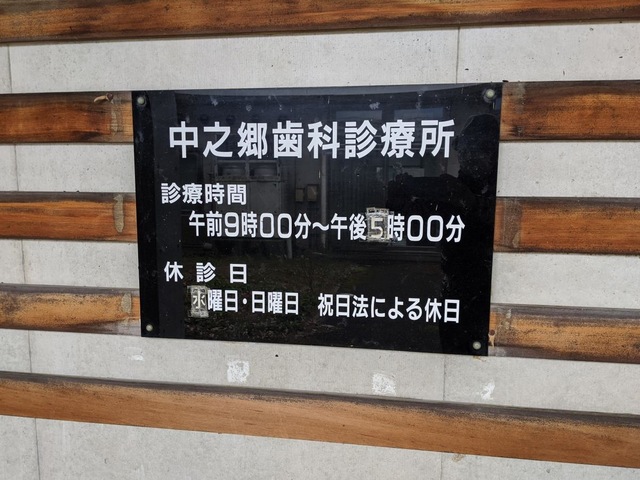 中之郷歯科診療所
診療時間
午前9時00分～午後5時00分
休診日
水曜日・日曜日 祝日法による休日